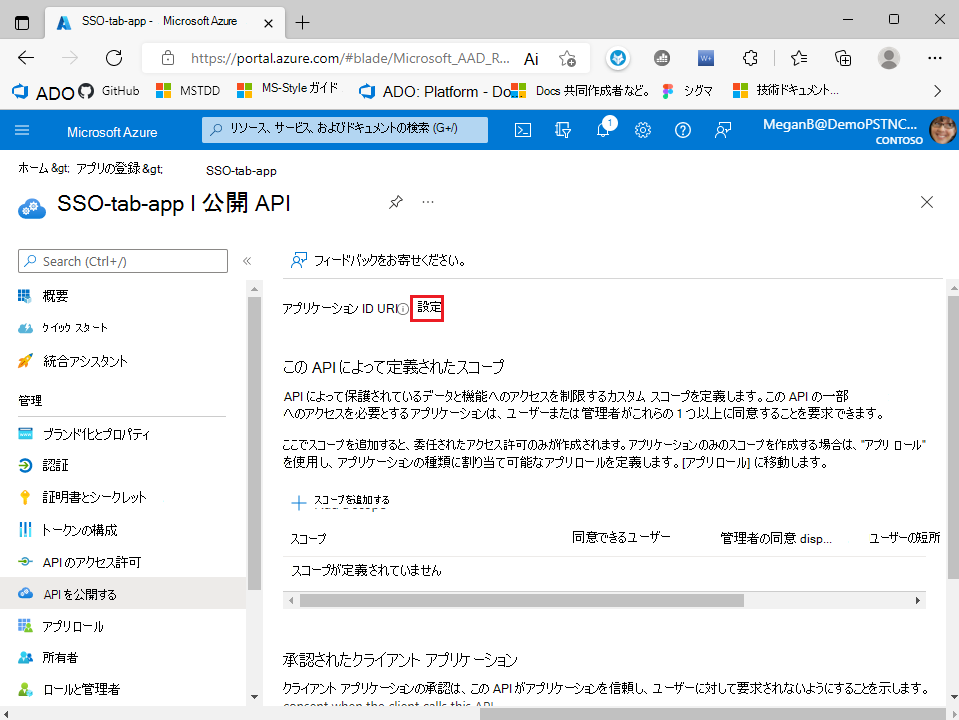 SSO-tab-app - Microsoft Azure
https://portal.azure.com/#blade/Microsoft_AAD_R...
ADO GitHub MSTDD MS-Style ガイド ADO: Platform - Do Docs 共同作成者など。 シグマ 技術ドキュメント...
Microsoft Azure リソース、サービス、およびドキュメントの検索 (G+/) 1 MeganB@DemoPSTNC...
CONTOSO
ホーム &gt; アプリの登録 &gt; SSO-tab-app
SSO-tab-app | 公開 API
Search (Ctrl+/)
概要
クイック スタート
統合アシスタント
管理
ブランド化とプロパティ
認証
証明書とシークレット
トークンの構成
API のアクセス許可
API を公開する
アプリロール
所有者
ロールと管理者
フィードバックをお寄せください。
アプリケーション ID URI 設定
この API によって定義されたスコープ
API によって保護されているデータと機能へのアクセスを制限するカスタム スコープを定義します。この API の一部
へのアクセスを必要とするアプリケーションは、ユーザーまたは管理者がこれらの 1 つ以上に同意することを要求できます。
ここでスコープを追加すると、委任されたアクセス許可のみが作成されます。アプリケーションのみのスコープを作成する場合は、"アプリ ロール"
を使用し、アプリケーションの種類に割り当て可能なアプリロールを定義します。[アプリロール] に移動します。
スコープを追加する
スコープ 同意できるユーザー 管理者の同意 disp... ユーザーの短所
スコープが定義されていません
承認されたクライアント アプリケーション
クライアント アプリケーションの承認は、この API がアプリケーションを信頼し、ユーザーに対して要求されないようにすることを示します。
consent when the client calls this API